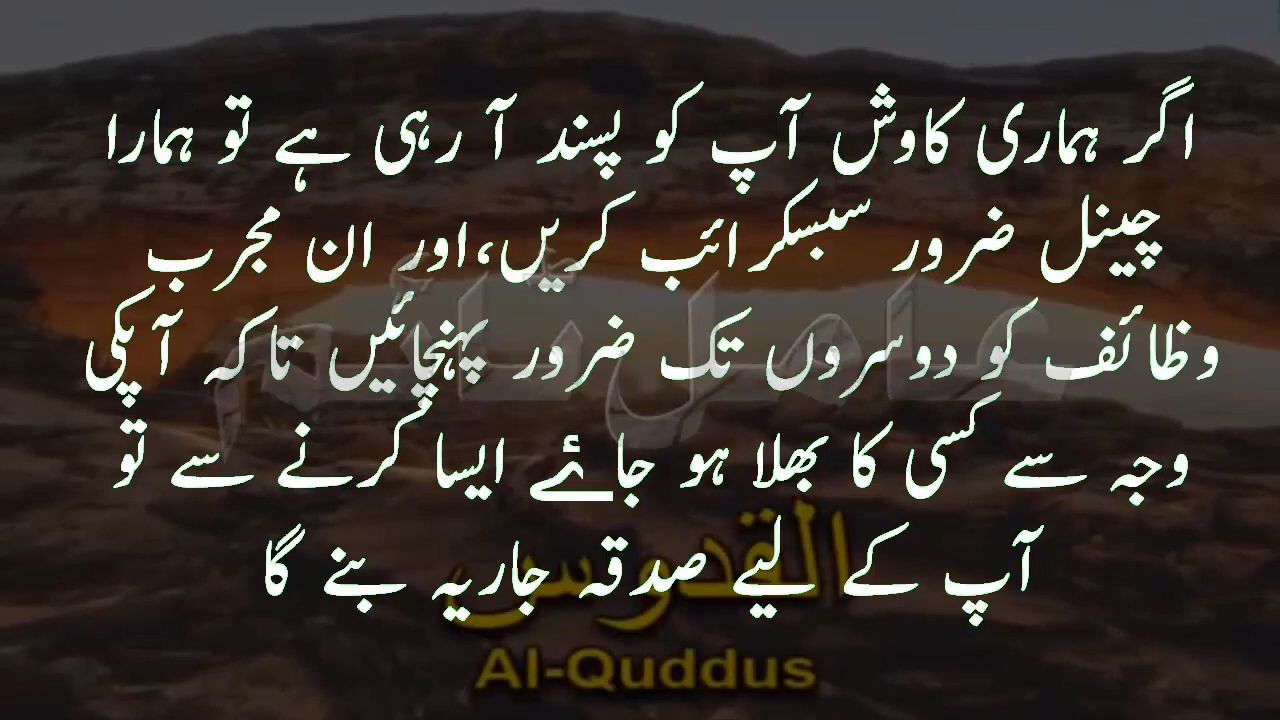 اگر ہماری کاوش آپ کو پسند آ رہی ہے تو ہمارا
چینل ضرور سبسکرائب کریں،اور ان مجرب
وظائف کو دوسروں تک ضرور پہنچائیں تاکہ آپکی
وجہ سے کسی کا بھلا ہو جائے ایسا کرنے سے تو
آپ کے لیے صدقہ جاریہ بنے گا
القدوس
Al-Quddus